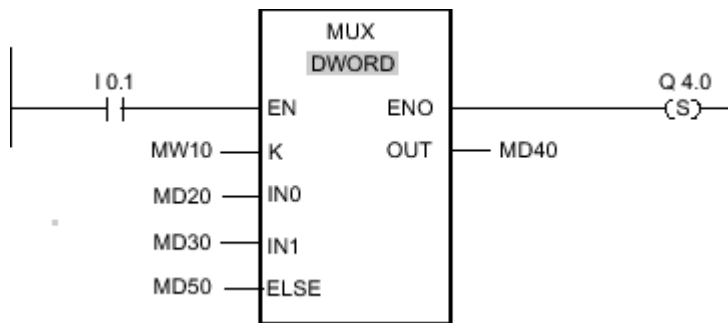 MUX
DWORD
I 0.1
Q 4.0
EN ENO
(S)
MW10 K OUT MD40
MD20 IN0
MD30 IN1
MD50 ELSE